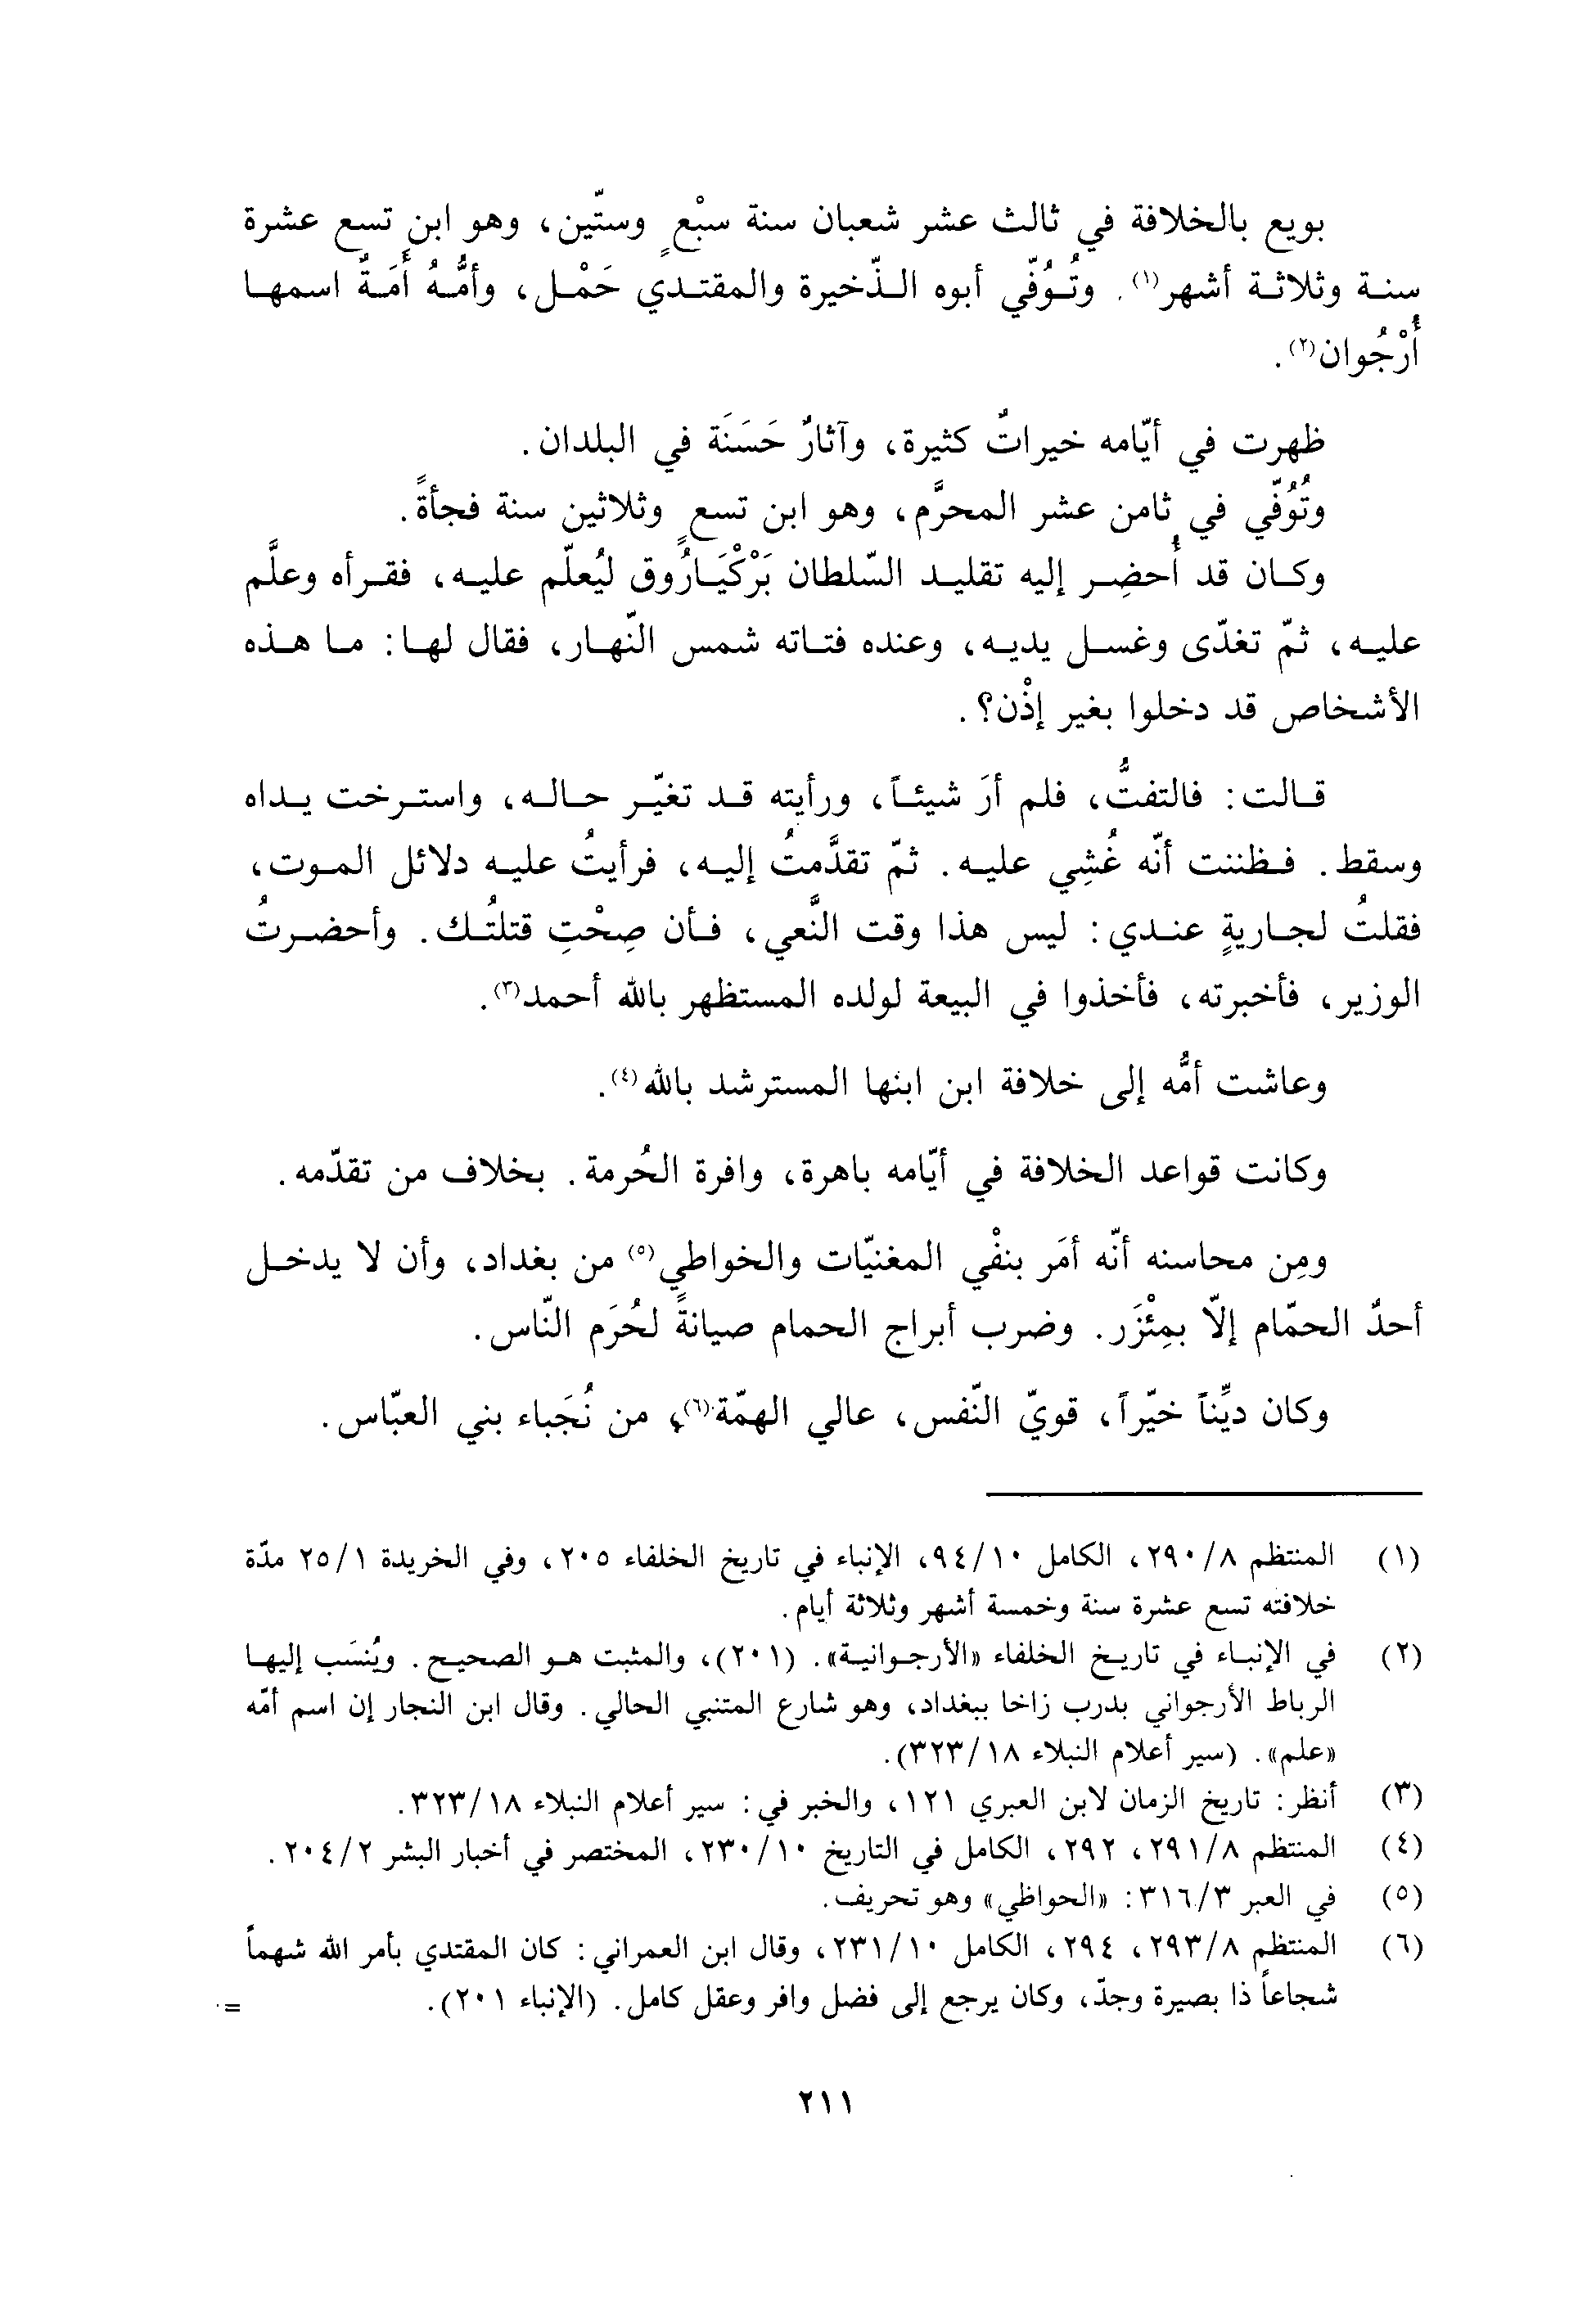 بويع بالخلافة في ثالث عشر شعبان سنة سبْعٍ وستّين، وهو ابن تسع عشرة
سنة وثلاثة أشهر(١). وتُوُفّي أبوه الذّخيرة والمقتدي حَمْل، وأمُّهُ أَمَةٌ اسمها
أُرْجُوان(٢).
ظهرت في أيّامه خيراتٌ كثيرة، وآثارٌ حَسَنَة في البلدان.
وتُوُفّي في ثامن عشر المحرَّم، وهو ابن تسعٍ وثلاثين سنة فجأةً.
وكان قد أُحضِر إليه تقليد السّلطان بَرْكْيَارُوق ليُعلّم عليه، فقرأه وعلَّم
عليه، ثمّ تغدّى وغسل يديه، وعنده فتاته شمس النّهار، فقال لها: ما هذه
الأشخاص قد دخلوا بغير إذْن؟.
قالت: فالتفتُّ، فلم أرَ شيئاً، ورأيته قد تغيّر حاله، واسترخت يداه
وسقط. فظننت أنّه غُشِي عليه. ثمّ تقدَّمتُ إليه، فرأيتُ عليه دلائل الموت،
فقلتُ لجاريةٍ عندي: ليس هذا وقت النَّعي، فأن صِحْتِ قتلتُك. وأحضرتُ
الوزير، فأخبرته، فأخذوا في البيعة لولده المستظهر بالله أحمد(٣).
وعاشت أمُّه إلى خلافة ابن ابنها المسترشد بالله(٤).
وكانت قواعد الخلافة في أيّامه باهرة، وافرة الحُرمة. بخلاف من تقدّمه.
ومِن محاسنه أنّه أمَر بنفْي المغنيّات والخواطي(٥) من بغداد، وأن لا يدخل
أحدٌ الحمّام إلّا بمِئْزَر. وضرب أبراج الحمام صيانةً لحُرَم النّاس.
وكان ديِّناً خيّراً، قويّ النّفس، عالي الهمّة(٦)، من نُجَباء بني العبّاس.
(١) المنتظم ٢٩٠/٨، الكامل ٩٤/١٠، الإنباء في تاريخ الخلفاء ٢٠٥، وفي الخريدة ٢٥/١ مدّة
خلافته تسع عشرة سنة وخمسة أشهر وثلاثة أيام.
(٢) في الإنباء في تاريخ الخلفاء «الأرجوانية». (٢٠١)، والمثبت هو الصحيح. ويُنسَب إليها
الرباط الأرجواني بدرب زاخا ببغداد، وهو شارع المتنبي الحالي. وقال ابن النجار إن اسم أمّه
«علم». (سير أعلام النبلاء ٣٢٣/١٨).
(٣) أنظر: تاريخ الزمان لابن العبري ١٢١، والخبر في: سير أعلام النبلاء ٣٢٣/١٨.
(٤) المنتظم ٢٩١/٨، ٢٩٢، الكامل في التاريخ ٢٣٠/١٠، المختصر في أخبار البشر ٢٠٤/٢.
(٥) في العبر ٣١٦/٣: «الحواظي» وهو تحريف.
(٦) المنتظم ٢٩٣/٨، ٢٩٤، الكامل ٢٣١/١٠، وقال ابن العمراني: كان المقتدي بأمر الله شهماً
شجاعاً ذا بصيرة وجدّ، وكان يرجع إلى فضل وافر وعقل كامل. (الإنباء ٢٠١). =
٢١١